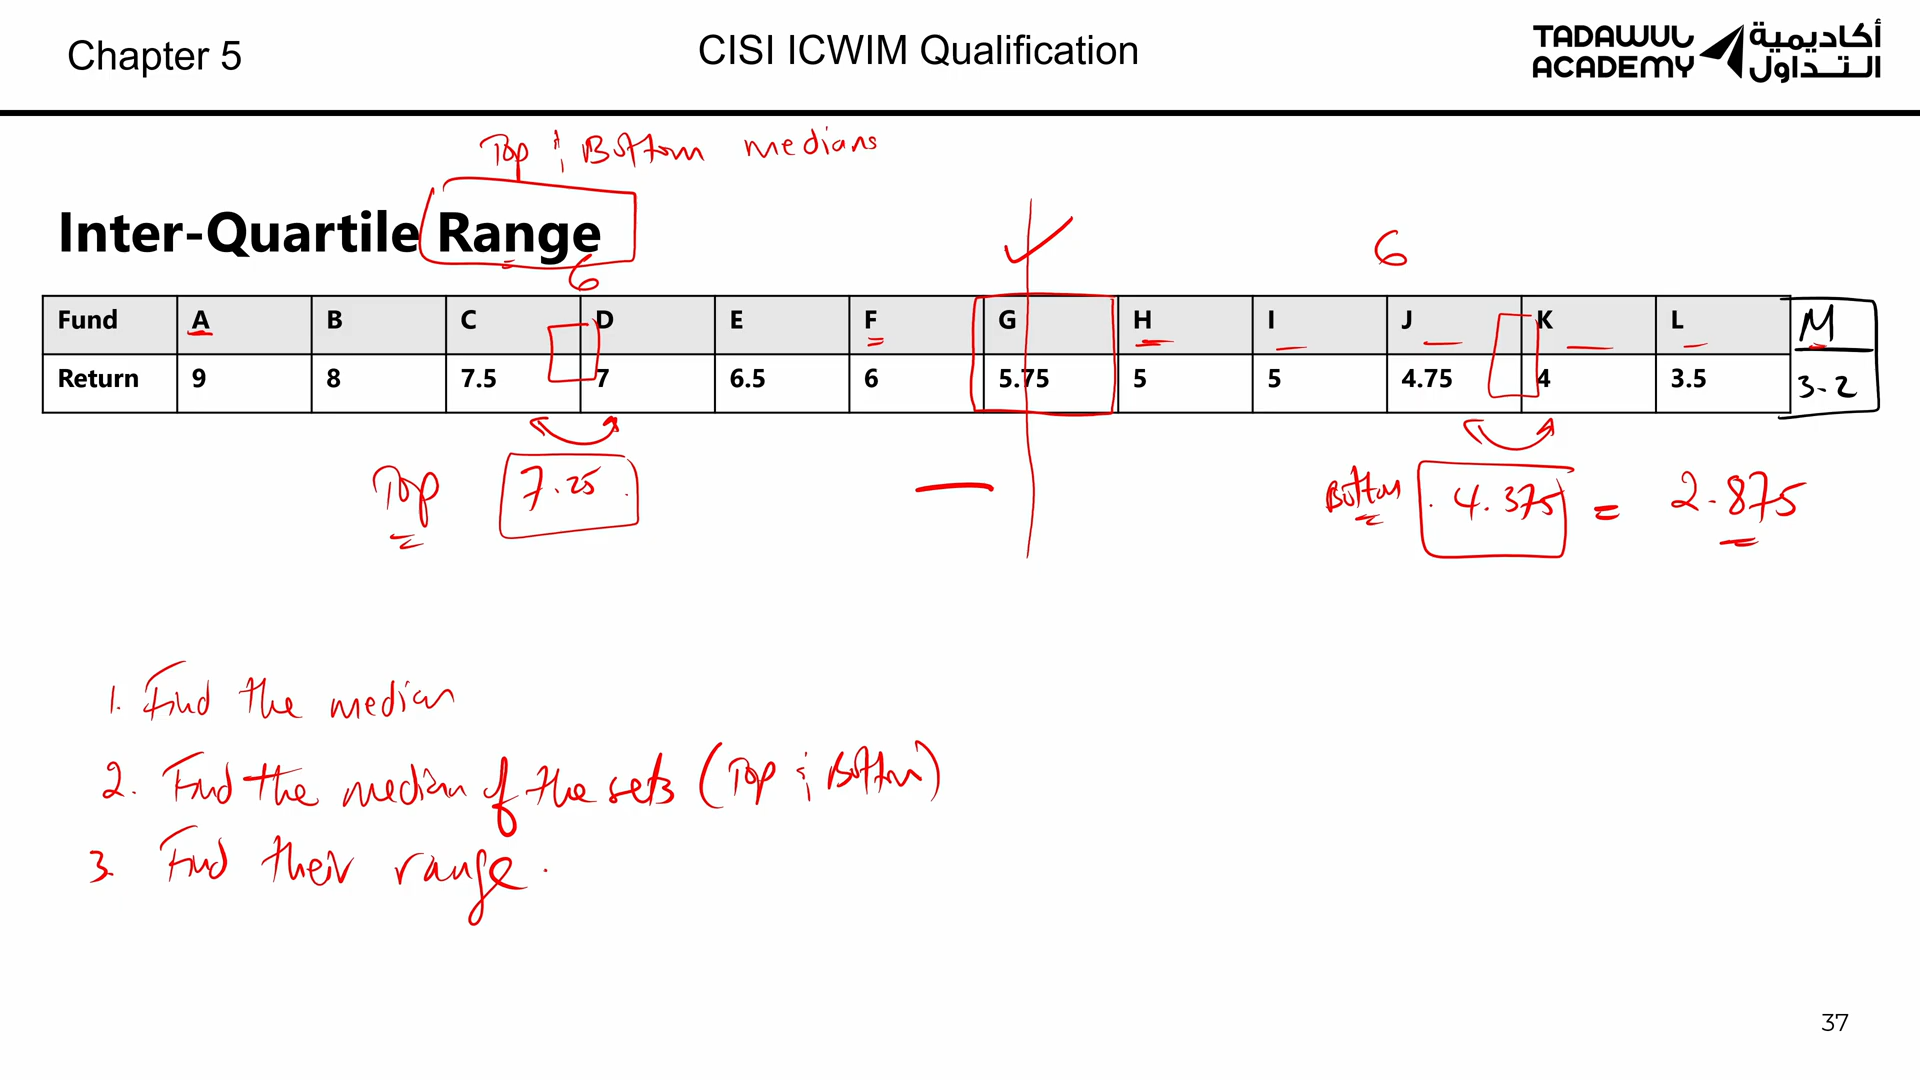 Chapter 5
CISI ICWIM Qualification
TADAWUL أكاديمية
ACADEMY التداول
Top & Bottom medians
Inter-Quartile Range
6
6
Fund A B C D E F G H I J K L M
Return 9 8 7.5 7 6.5 6 5.75 5 5 4.75 4 3.5 3.2
Top 7.25 — Bottom 4.375 = 2.875
1. Find the median
2. Find the median of the sets (Top & Bottom)
3. Find their range.
37